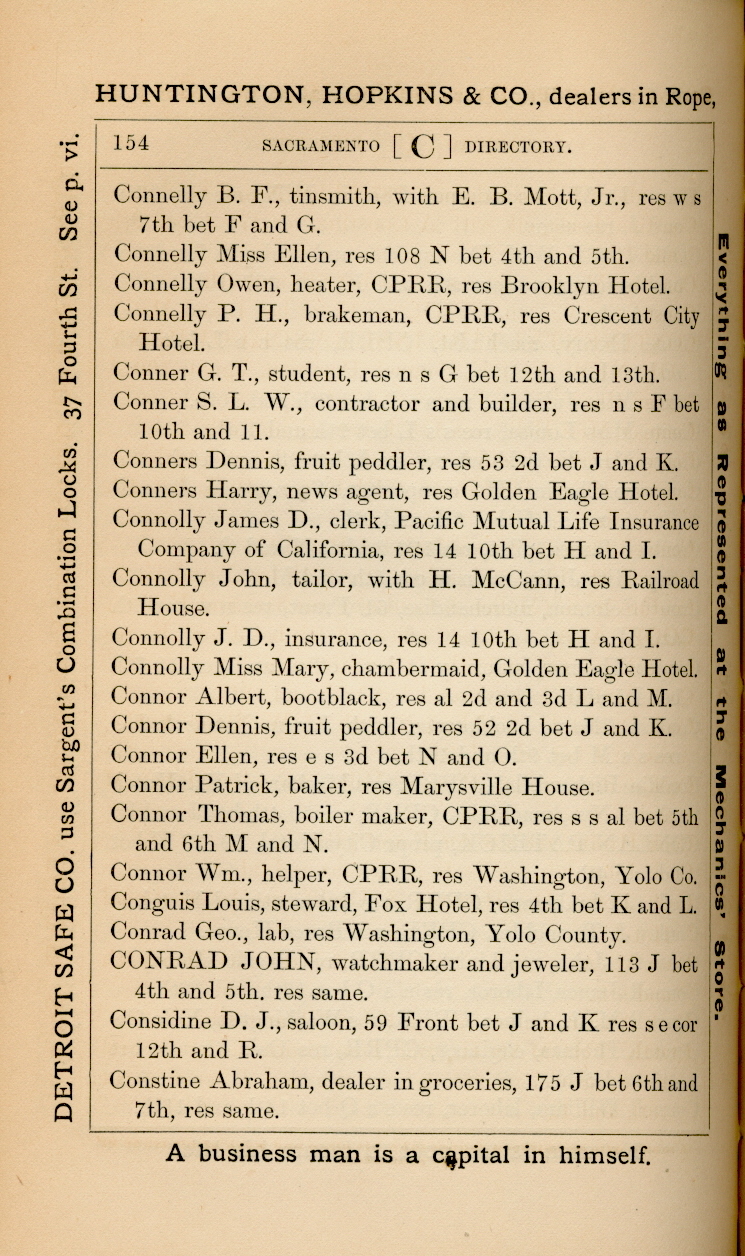 HUNTINGTON, HOPKINS & CO., dealers in Rope,
154 SACRAMENTO [ C ] DIRECTORY.
Connelly B. F., tinsmith, with E. B. Mott, Jr., res w s
7th bet F and G.
Connelly Miss Ellen, res 108 N bet 4th and 5th.
Connelly Owen, heater, CPRR, res Brooklyn Hotel.
Connelly P. H., brakeman, CPRR, res Crescent City
Hotel.
Conner G. T., student, res n s G bet 12th and 13th.
Conner S. L. W., contractor and builder, res n s F bet
10th and 11.
Conners Dennis, fruit peddler, res 53 2d bet J and K.
Conners Harry, news agent, res Golden Eagle Hotel.
Connolly James D., clerk, Pacific Mutual Life Insurance
Company of California, res 14 10th bet H and I.
Connolly John, tailor, with H. McCann, res Railroad
House.
Connolly J. D., insurance, res 14 10th bet H and I.
Connolly Miss Mary, chambermaid, Golden Eagle Hotel.
Connor Albert, bootblack, res al 2d and 3d L and M.
Connor Dennis, fruit peddler, res 52 2d bet J and K.
Connor Ellen, res e s 3d bet N and O.
Connor Patrick, baker, res Marysville House.
Connor Thomas, boiler maker, CPRR, res s s al bet 5th
and 6th M and N.
Connor Wm., helper, CPRR, res Washington, Yolo Co.
Conguis Louis, steward, Fox Hotel, res 4th bet K and L.
Conrad Geo., lab, res Washington, Yolo County.
CONRAD JOHN, watchmaker and jeweler, 113 J bet
4th and 5th. res same.
Considine D. J., saloon, 59 Front bet J and K res s e cor
12th and R.
Constine Abraham, dealer in groceries, 175 J bet 6th and
7th, res same.
A business man is a capital in himself.
DETROIT SAFE CO. use Sargent's Combination Locks. 37 Fourth St. See p. vi.
Everything as Represented at the Mechanics' Store.